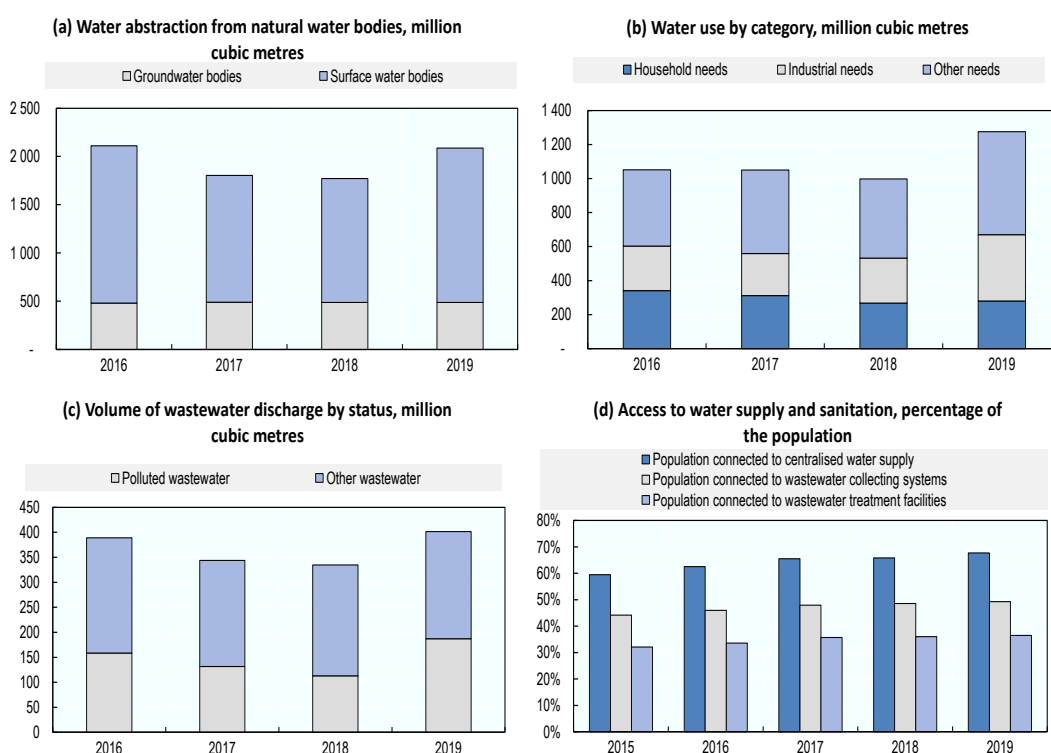 (a) Water abstraction from natural water bodies, million
cubic metres
Groundwater bodies Surface water bodies
2 500
2 000
1 500
1 000
500
-
2016 2017 2018 2019
(b) Water use by category, million cubic metres
Household needs Industrial needs Other needs
1 400
1 200
1 000
800
600
400
200
-
2016 2017 2018 2019
(c) Volume of wastewater discharge by status, million
cubic metres
Polluted wastewater Other wastewater
450
400
350
300
250
200
150
100
50
0
2016 2017 2018 2019
(d) Access to water supply and sanitation, percentage of
the population
Population connected to centralised water supply
Population connected to wastewater collecting systems
Population connected to wastewater treatment facilities
80%
70%
60%
50%
40%
30%
20%
10%
0%
2015 2016 2017 2018 2019